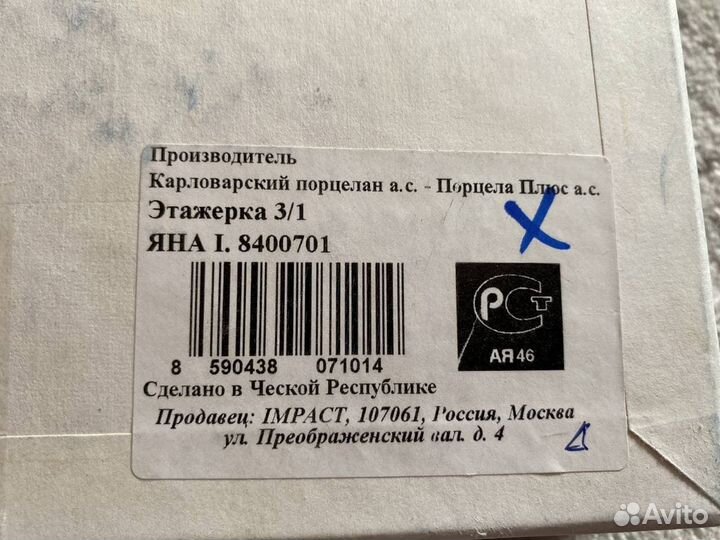 Производитель
Карловарский порцелан а.с. - Порцела Плюс а.с.
Этажерка 3/1
ЯНА I. 8400701
8 590438 071014
РСТ
АЯ46
Сделано в Ческой Республике
Продавец: IMPACT, 107061, Россия, Москва
ул. Преображенский вал. д. 4
Avito